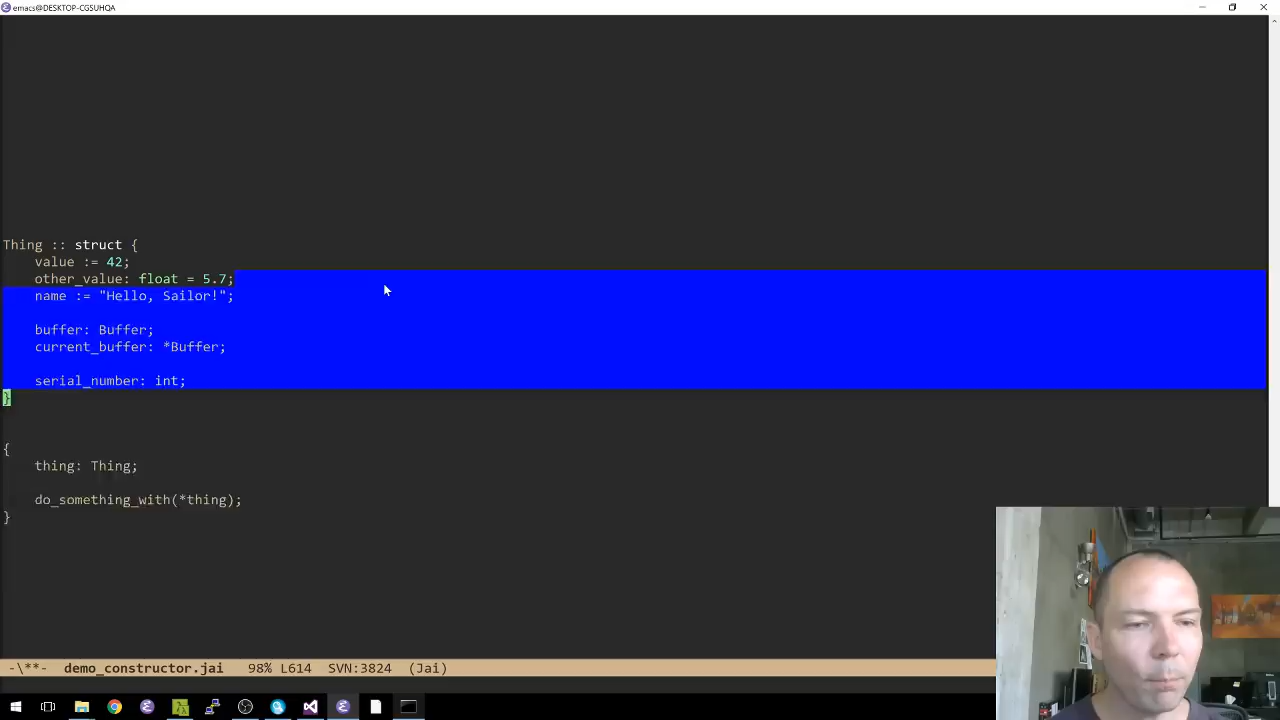 emacs@DESKTOP-CGSUHQA
Thing :: struct {
value := 42;
other_value: float = 5.7;
name := "Hello, Sailor!";
buffer: Buffer;
current_buffer: *Buffer;
serial_number: int;
}
{
thing: Thing;
do_something_with(*thing);
}
-\**- demo_constructor.jai 98% L614 SVN:3824 (Jai)